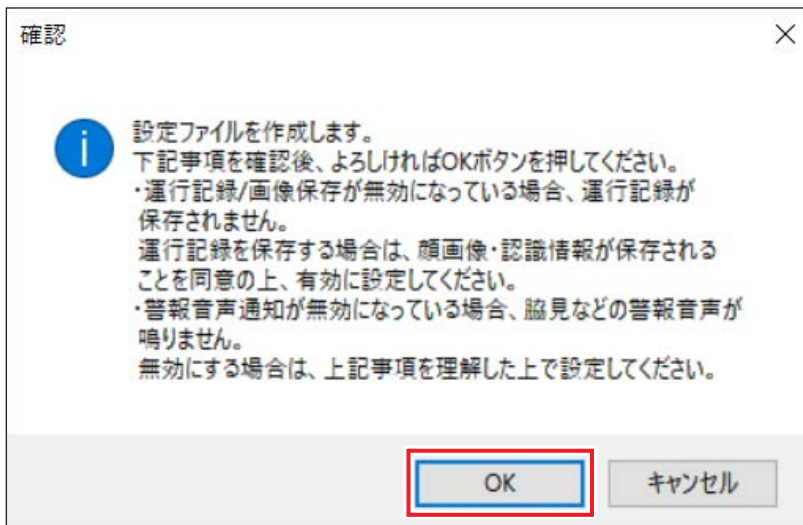 確認
設定ファイルを作成します。
下記事項を確認後、よろしければOKボタンを押してください。
・運行記録/画像保存が無効になっている場合、運行記録が
保存されません。
運行記録を保存する場合は、顔画像・認識情報が保存される
ことを同意の上、有効に設定してください。
・警報音声通知が無効になっている場合、脇見などの警報音声が
鳴りません。
無効にする場合は、上記事項を理解した上で設定してください。
OK
キャンセル